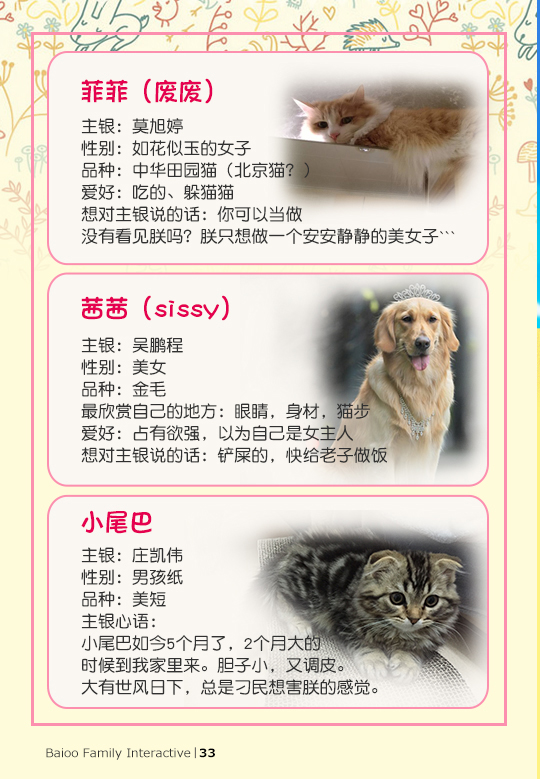 菲菲（废废）
主银：莫旭婷
性别：如花似玉的女子
品种：中华田园猫（北京猫？）
爱好：吃的、躲猫猫
想对主银说的话：你可以当做
没有看见朕吗？朕只想做一个安安静静的美女子```
茜茜（sissy）
主银：吴鹏程
性别：美女
品种：金毛
最欣赏自己的地方：眼睛，身材，猫步
爱好：占有欲强，以为自己是女主人
想对主银说的话：铲屎的，快给老子做饭
小尾巴
主银：庄凯伟
性别：男孩纸
品种：美短
主银心语：
小尾巴如今5个月了，2个月大的
时候到我家里来。胆子小，又调皮。
大有世风日下，总是刁民想害朕的感觉。
Baioo Family Interactive|33